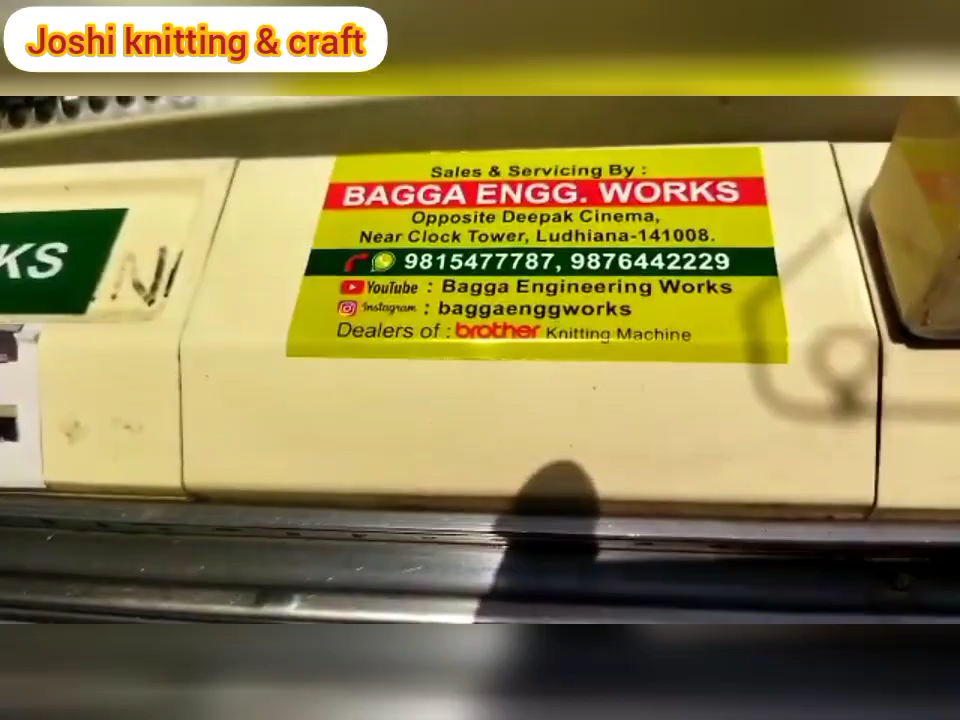 Joshi knitting & craft
KS
Sales & Servicing By :
BAGGA ENGG. WORKS
Opposite Deepak Cinema,
Near Clock Tower, Ludhiana-141008.
9815477787, 9876442229
YouTube : Bagga Engineering Works
Instagram : baggaenggworks
Dealers of : brother Knitting Machine